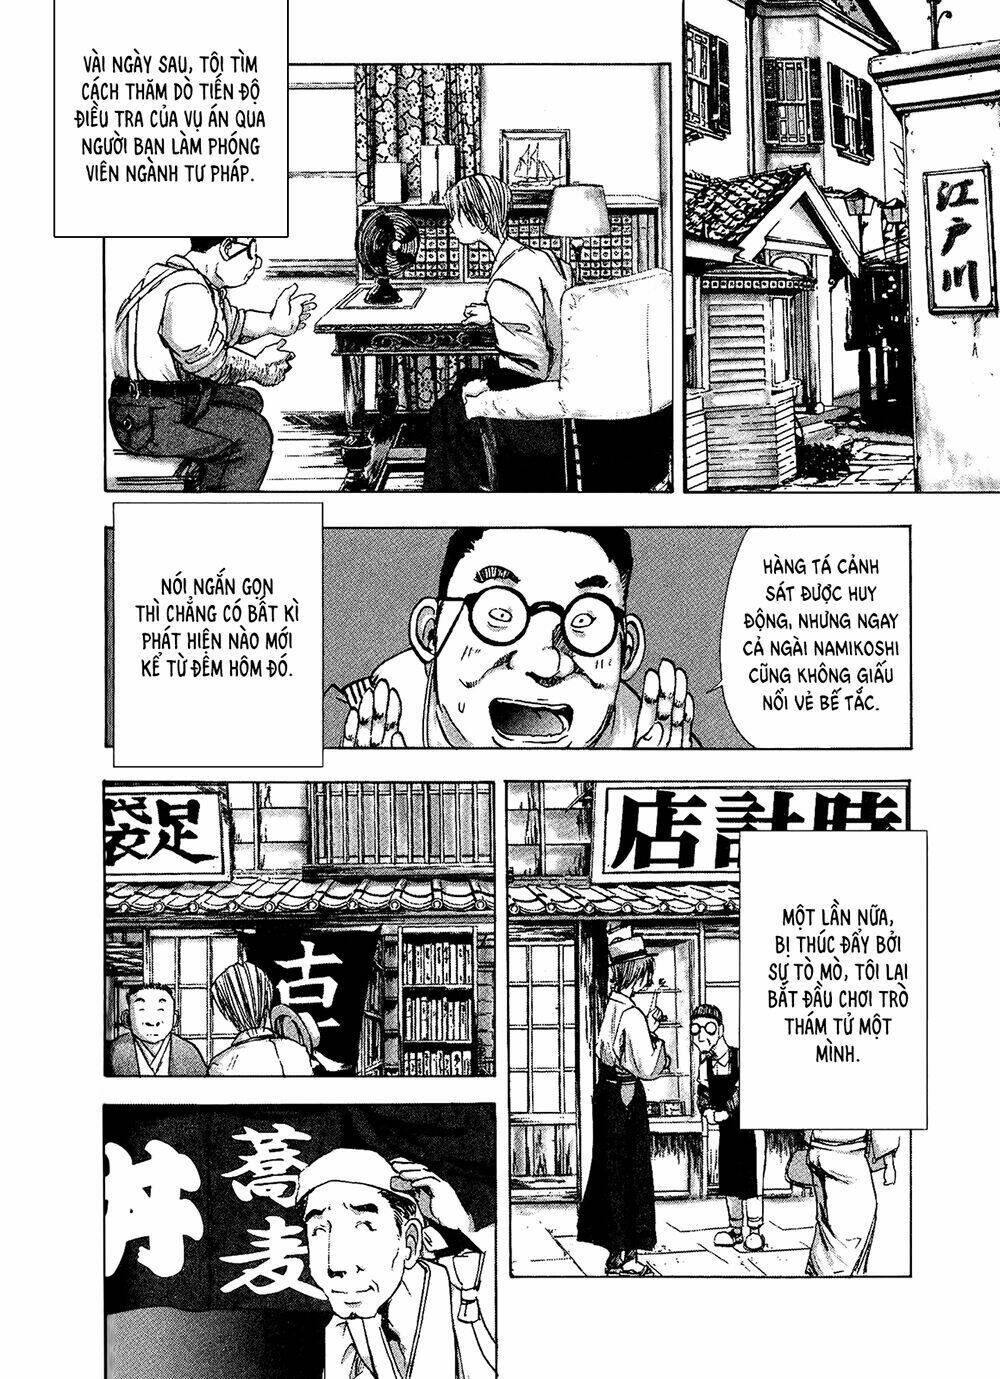 江戸川
VÀI NGÀY SAU, TÔI TÌM
CÁCH THĂM DÒ TIẾN ĐỘ
ĐIỀU TRA CỦA VỤ ÁN QUA
NGƯỜI BẠN LÀM PHÓNG
VIÊN NGÀNH TƯ PHÁP.
HÀNG TÁ CẢNH
SÁT ĐƯỢC HUY
ĐỘNG, NHƯNG NGAY
CẢ NGÀI NAMIKOSHI
CŨNG KHÔNG GIẤU
NỔI VẺ BẾ TẮC.
NÓI NGẮN GỌN
THÌ CHẲNG CÓ BẤT KÌ
PHÁT HIỆN NÀO MỚI
KỂ TỪ ĐÊM HÔM ĐÓ.
時計店
MỘT LẦN NỮA,
BỊ THÚC ĐẨY BỞI
SỰ TÒ MÒ, TÔI LẠI
BẮT ĐẦU CHƠI TRÒ
THÁM TỬ MỘT
MÌNH.
足袋
古
蕎麦
丼